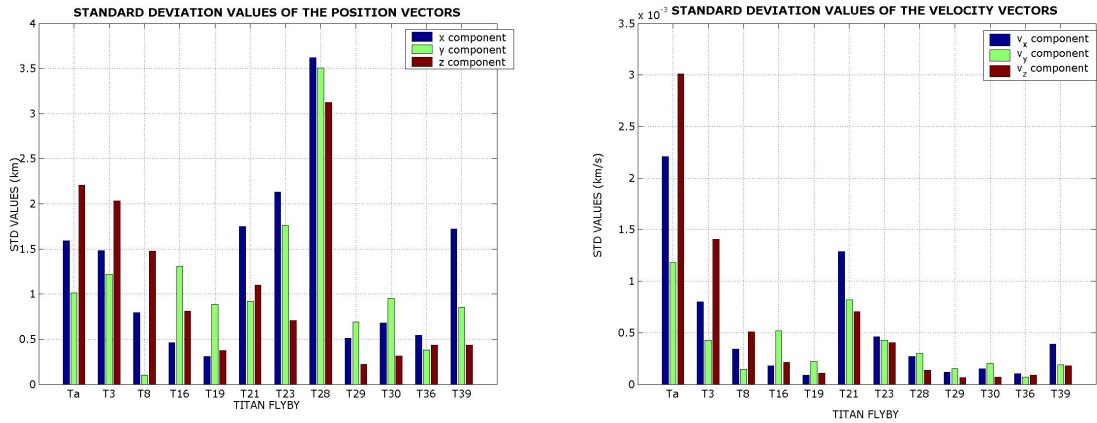 STANDARD DEVIATION VALUES OF THE POSITION VECTORS
4
3.5
3
2.5
2
1.5
1
0.5
0
STD VALUES (km)
x component
y component
z component
Ta T3 T8 T16 T19 T21 T23 T28 T29 T30 T36 T39
TITAN FLYBY
STANDARD DEVIATION VALUES OF THE VELOCITY VECTORS
x 10⁻³
3.5
3
2.5
2
1.5
1
0.5
0
STD VALUES (km/s)
vₓ component
v_y component
v_z component
Ta T3 T8 T16 T19 T21 T23 T28 T29 T30 T36 T39
TITAN FLYBY